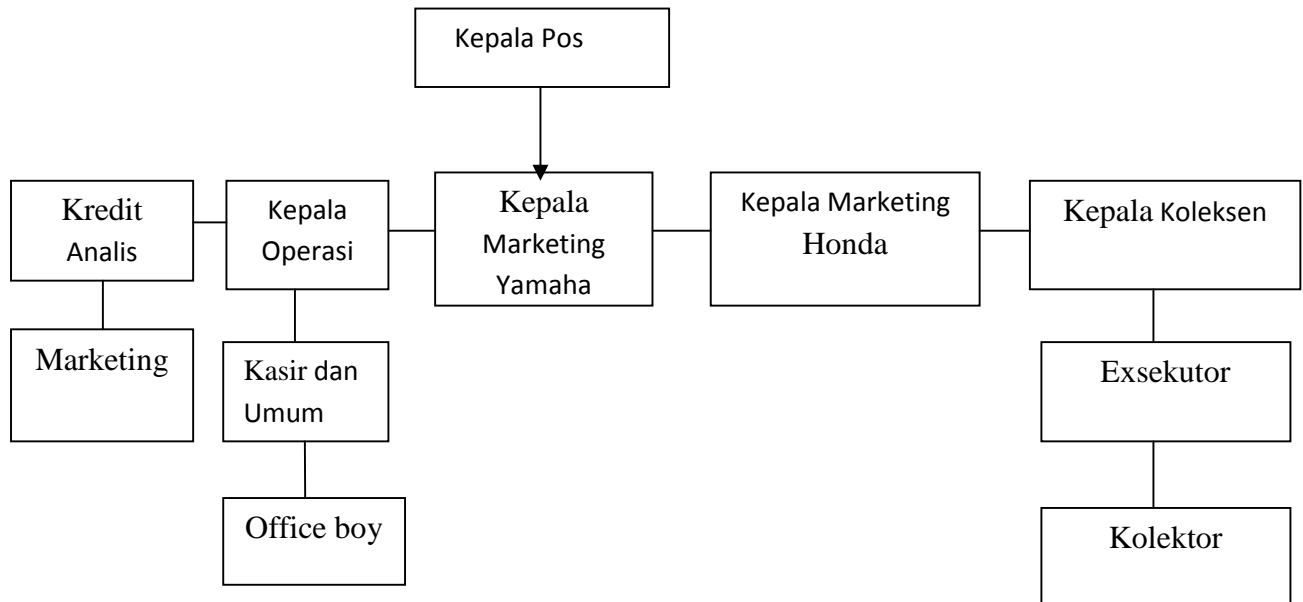 Kepala Pos
Kredit
Analis
Kepala
Operasi
Kepala
Marketing
Yamaha
Kepala Marketing
Honda
Kepala Koleksen
Marketing
Kasir dan
Umum
Exsekutor
Office boy
Kolektor